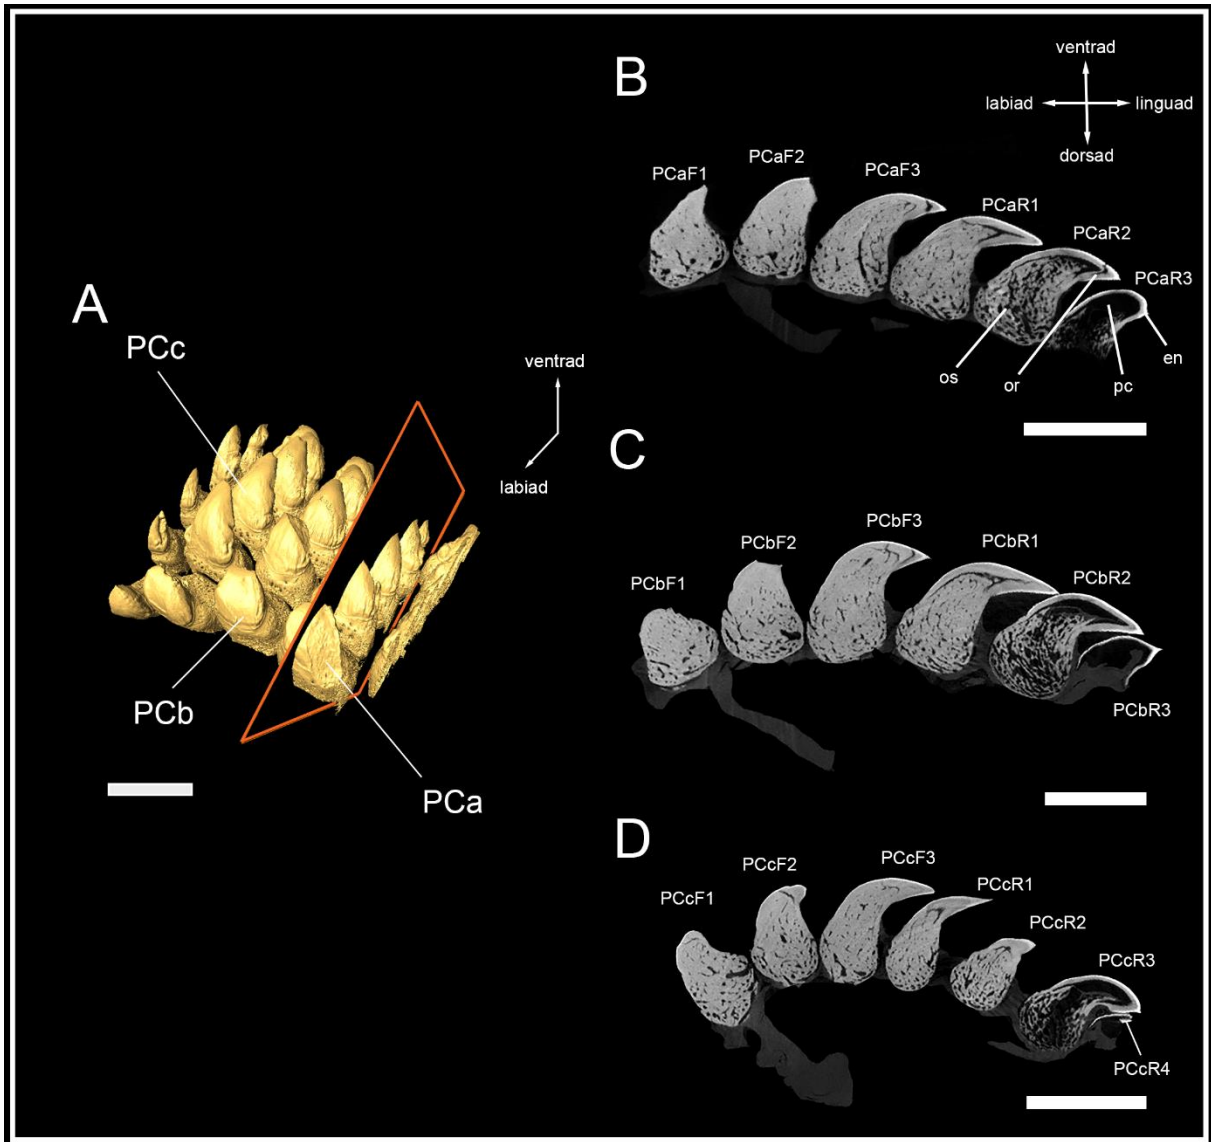 A
PCc
ventrad
labiad
PCb
PCa
B
ventrad
labiad
linguad
dorsad
PCaF1
PCaF2
PCaF3
PCaR1
PCaR2
PCaR3
os
or
pc
en
C
PCbF1
PCbF2
PCbF3
PCbR1
PCbR2
PCbR3
D
PCcF1
PCcF2
PCcF3
PCcR1
PCcR2
PCcR3
PCcR4